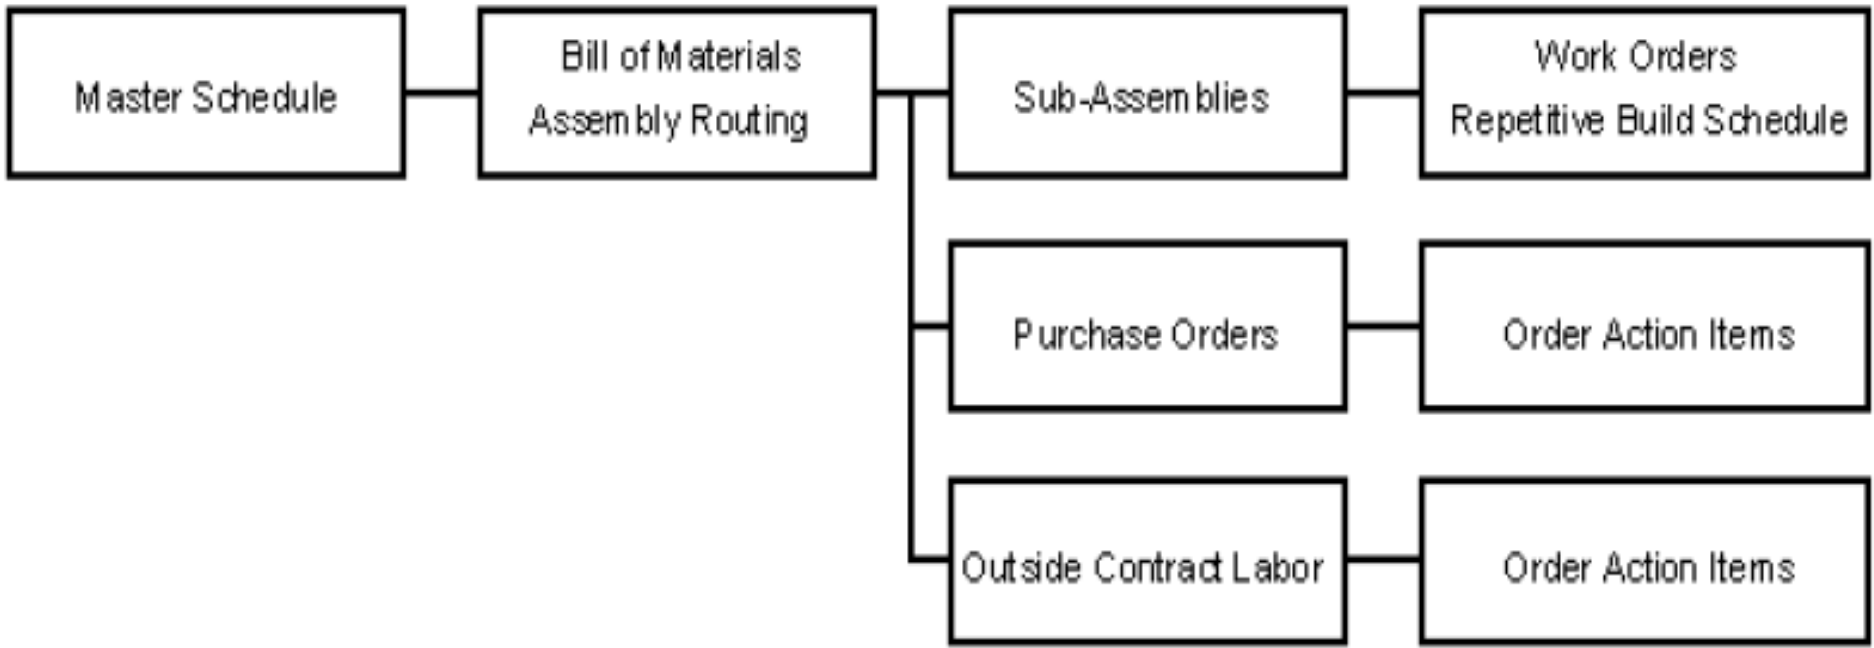 Master Schedule
Bill of Materials
Assembly Routing
Sub-Assemblies
Work Orders
Repetitive Build Schedule
Purchase Orders
Order Action Items
Outside Contract Labor
Order Action Items